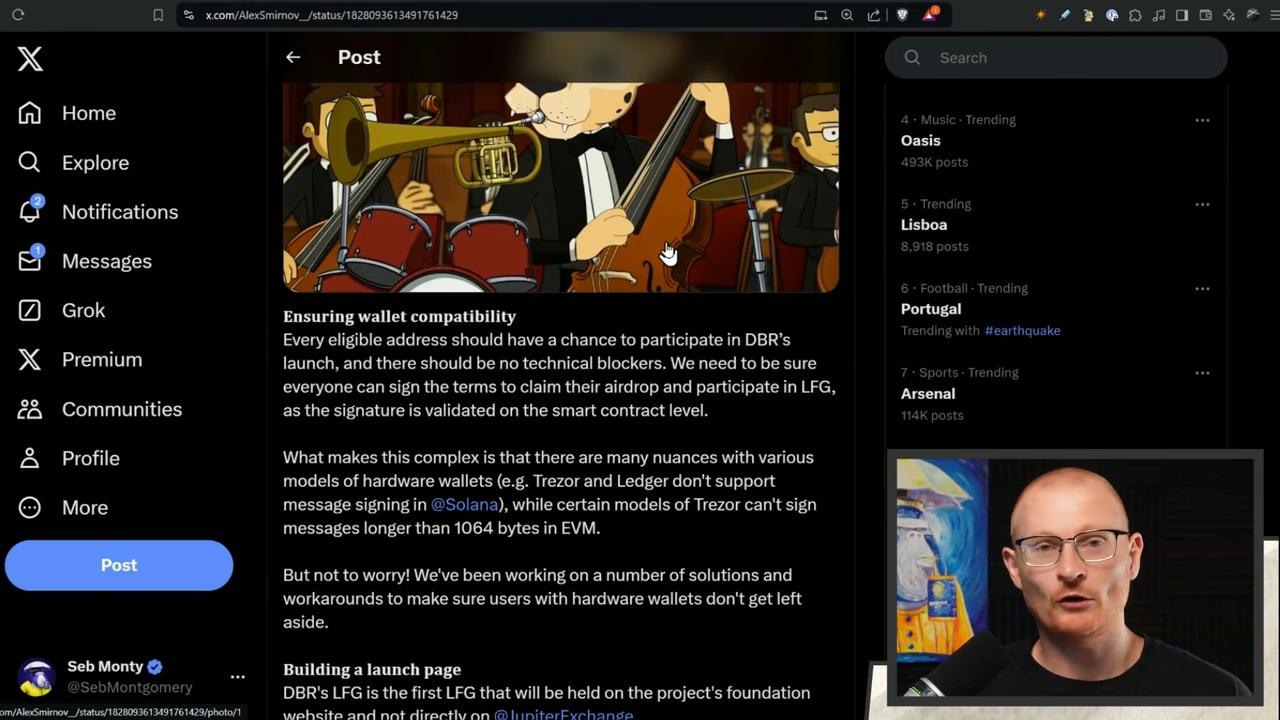 x.com/AlexSmirnov__/status/1828093613491761429
1
Home
Explore
2
Notifications
1
Messages
Grok
Premium
Communities
Profile
More
Post
Seb Monty
@SebMontgomery
om/AlexSmirnov__/status/1828093613491761429/photo/1
Post
Ensuring wallet compatibility
Every eligible address should have a chance to participate in DBR’s
launch, and there should be no technical blockers. We need to be sure
everyone can sign the terms to claim their airdrop and participate in LFG,
as the signature is validated on the smart contract level.
What makes this complex is that there are many nuances with various
models of hardware wallets (e.g. Trezor and Ledger don't support
message signing in @Solana), while certain models of Trezor can't sign
messages longer than 1064 bytes in EVM.
But not to worry! We've been working on a number of solutions and
workarounds to make sure users with hardware wallets don't get left
aside.
Building a launch page
DBR's LFG is the first LFG that will be held on the project's foundation
website and not directly on @JupiterExchange
Search
4 · Music · Trending
Oasis
493K posts
5 · Trending
Lisboa
8,918 posts
6 · Football · Trending
Portugal
Trending with #earthquake
7 · Sports · Trending
Arsenal
114K posts